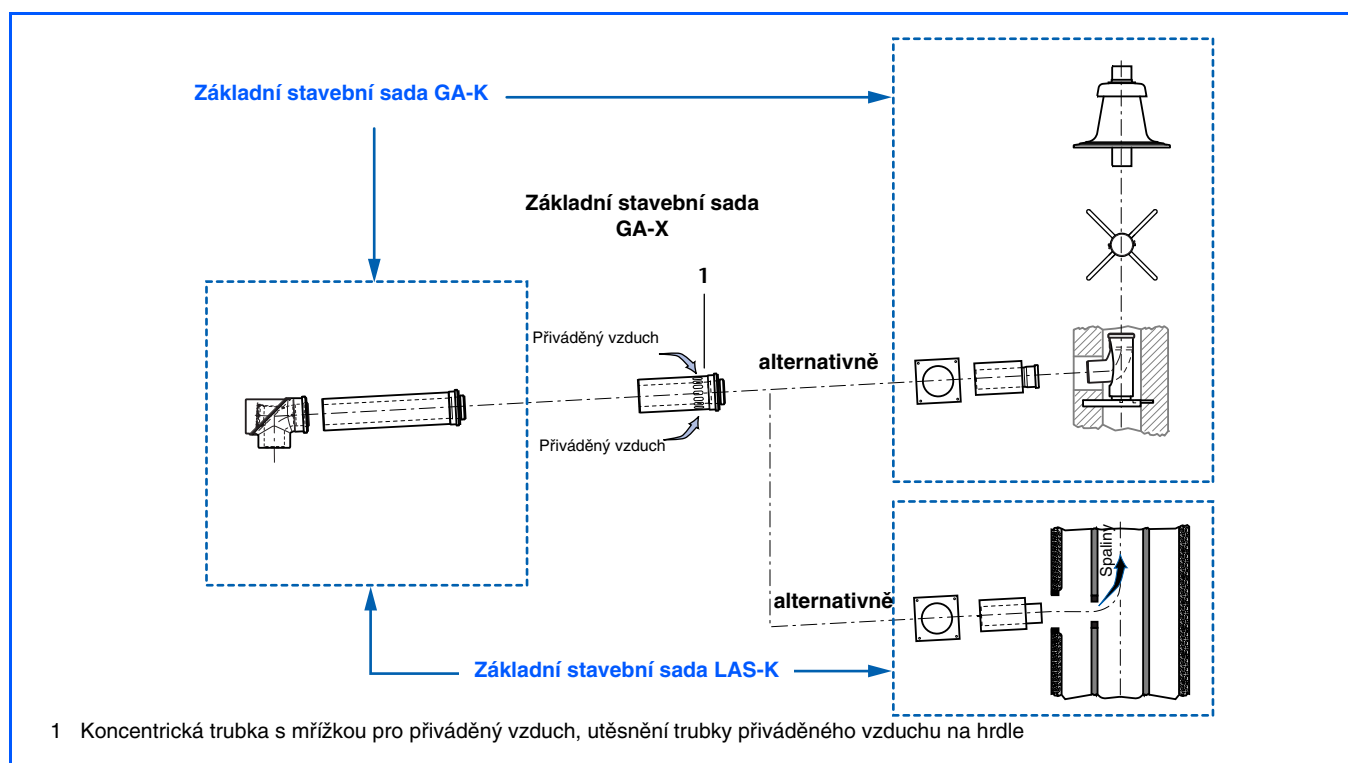 Základní stavební sada GA-K
Základní stavební sada
GA-X
1
Přiváděný vzduch
alternativně
Přiváděný vzduch
Spaliny
alternativně
Základní stavební sada LAS-K
1 Koncentrická trubka s mřížkou pro přiváděný vzduch, utěsnění trubky přiváděného vzduchu na hrdle